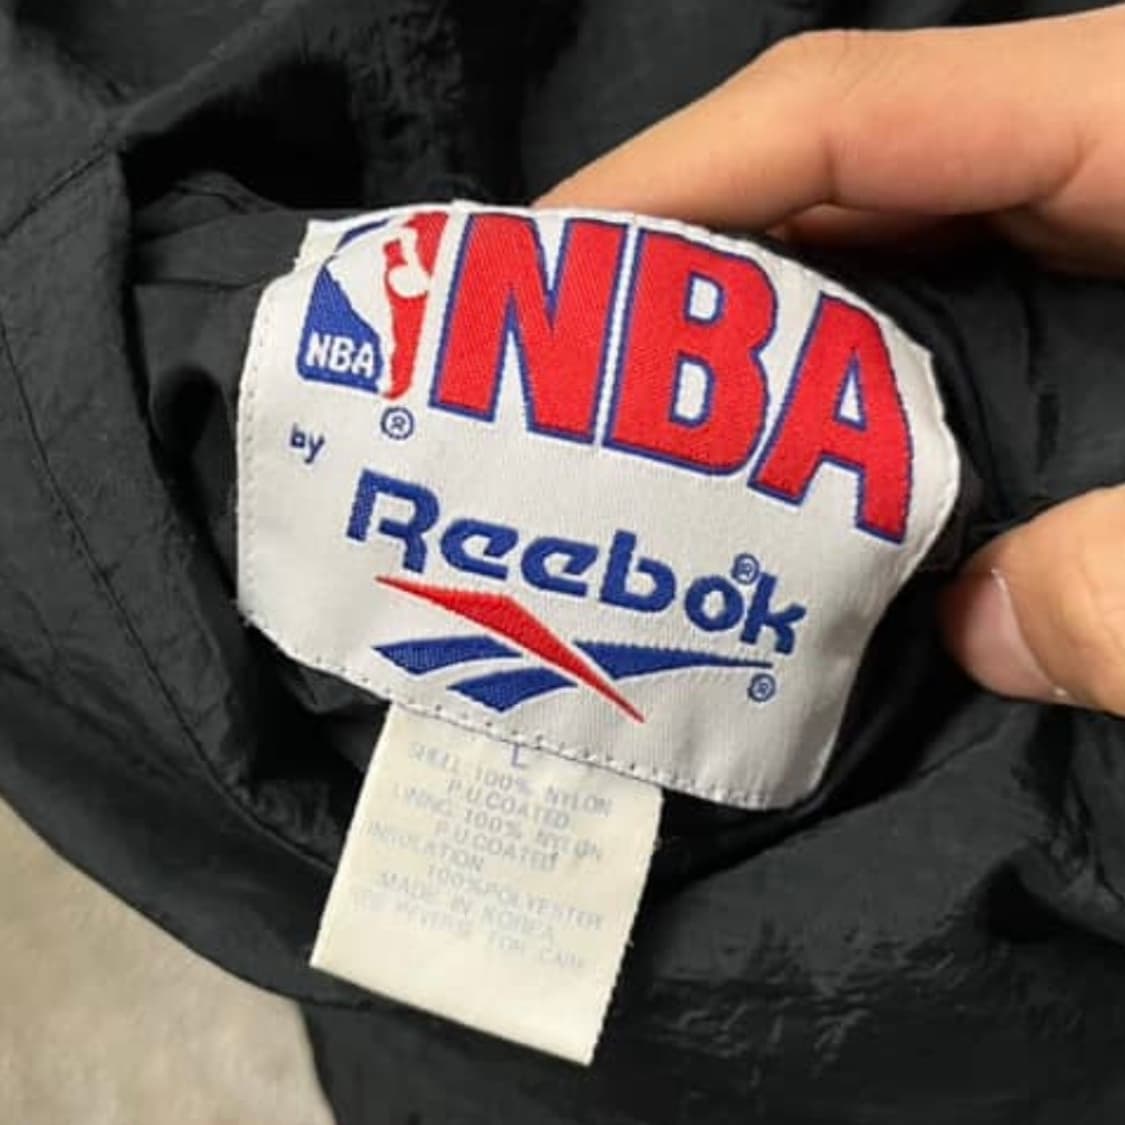 NBA
NBA
®
by
Reebok
®
®
L
SHELL:100% NYLON
P.U.COATED
LINING:100% NYLON
P.U.COATED
INSULATION
100%POLYESTER
MADE IN KOREA
SEE REVERSE FOR CARE